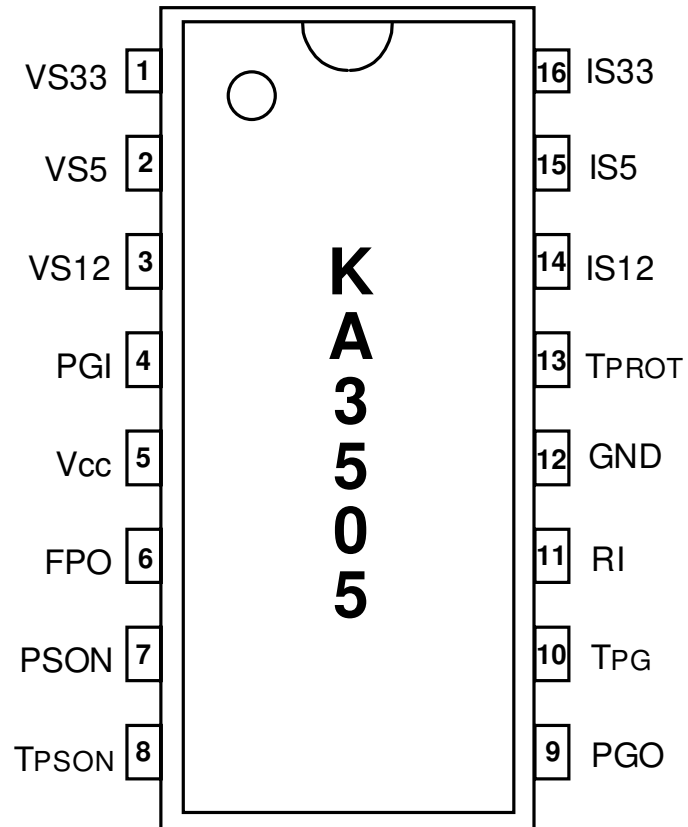 VS33 1 16 IS33
VS5 2 15 IS5
VS12 3 14 IS12
PGI 4 13 TPROT
Vcc 5 12 GND
FPO 6 11 RI
PSON 7 10 TPG
TPSON 8 9 PGO
K
A
3
5
0
5